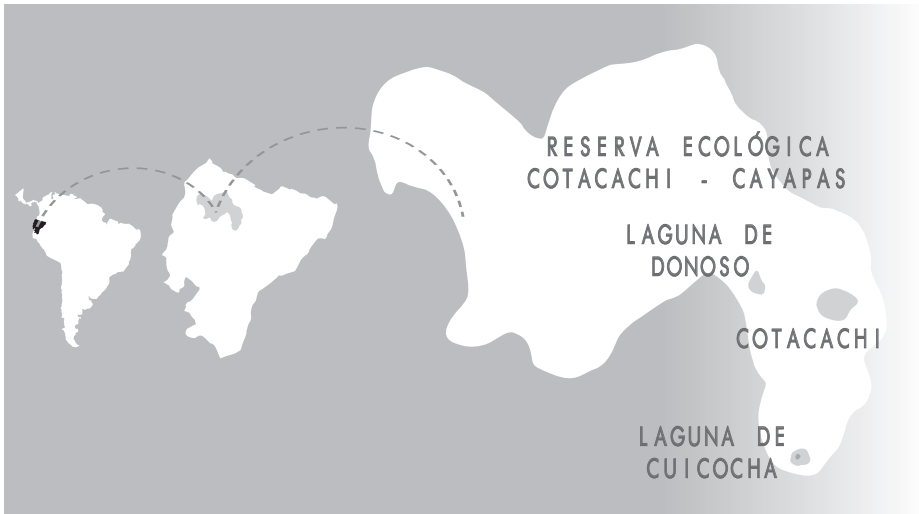 RESERVA ECOLÓGICA
COTACACHI - CAYAPAS
LAGUNA DE
DONOSO
COTACACHI
LAGUNA DE
CUICOCHA